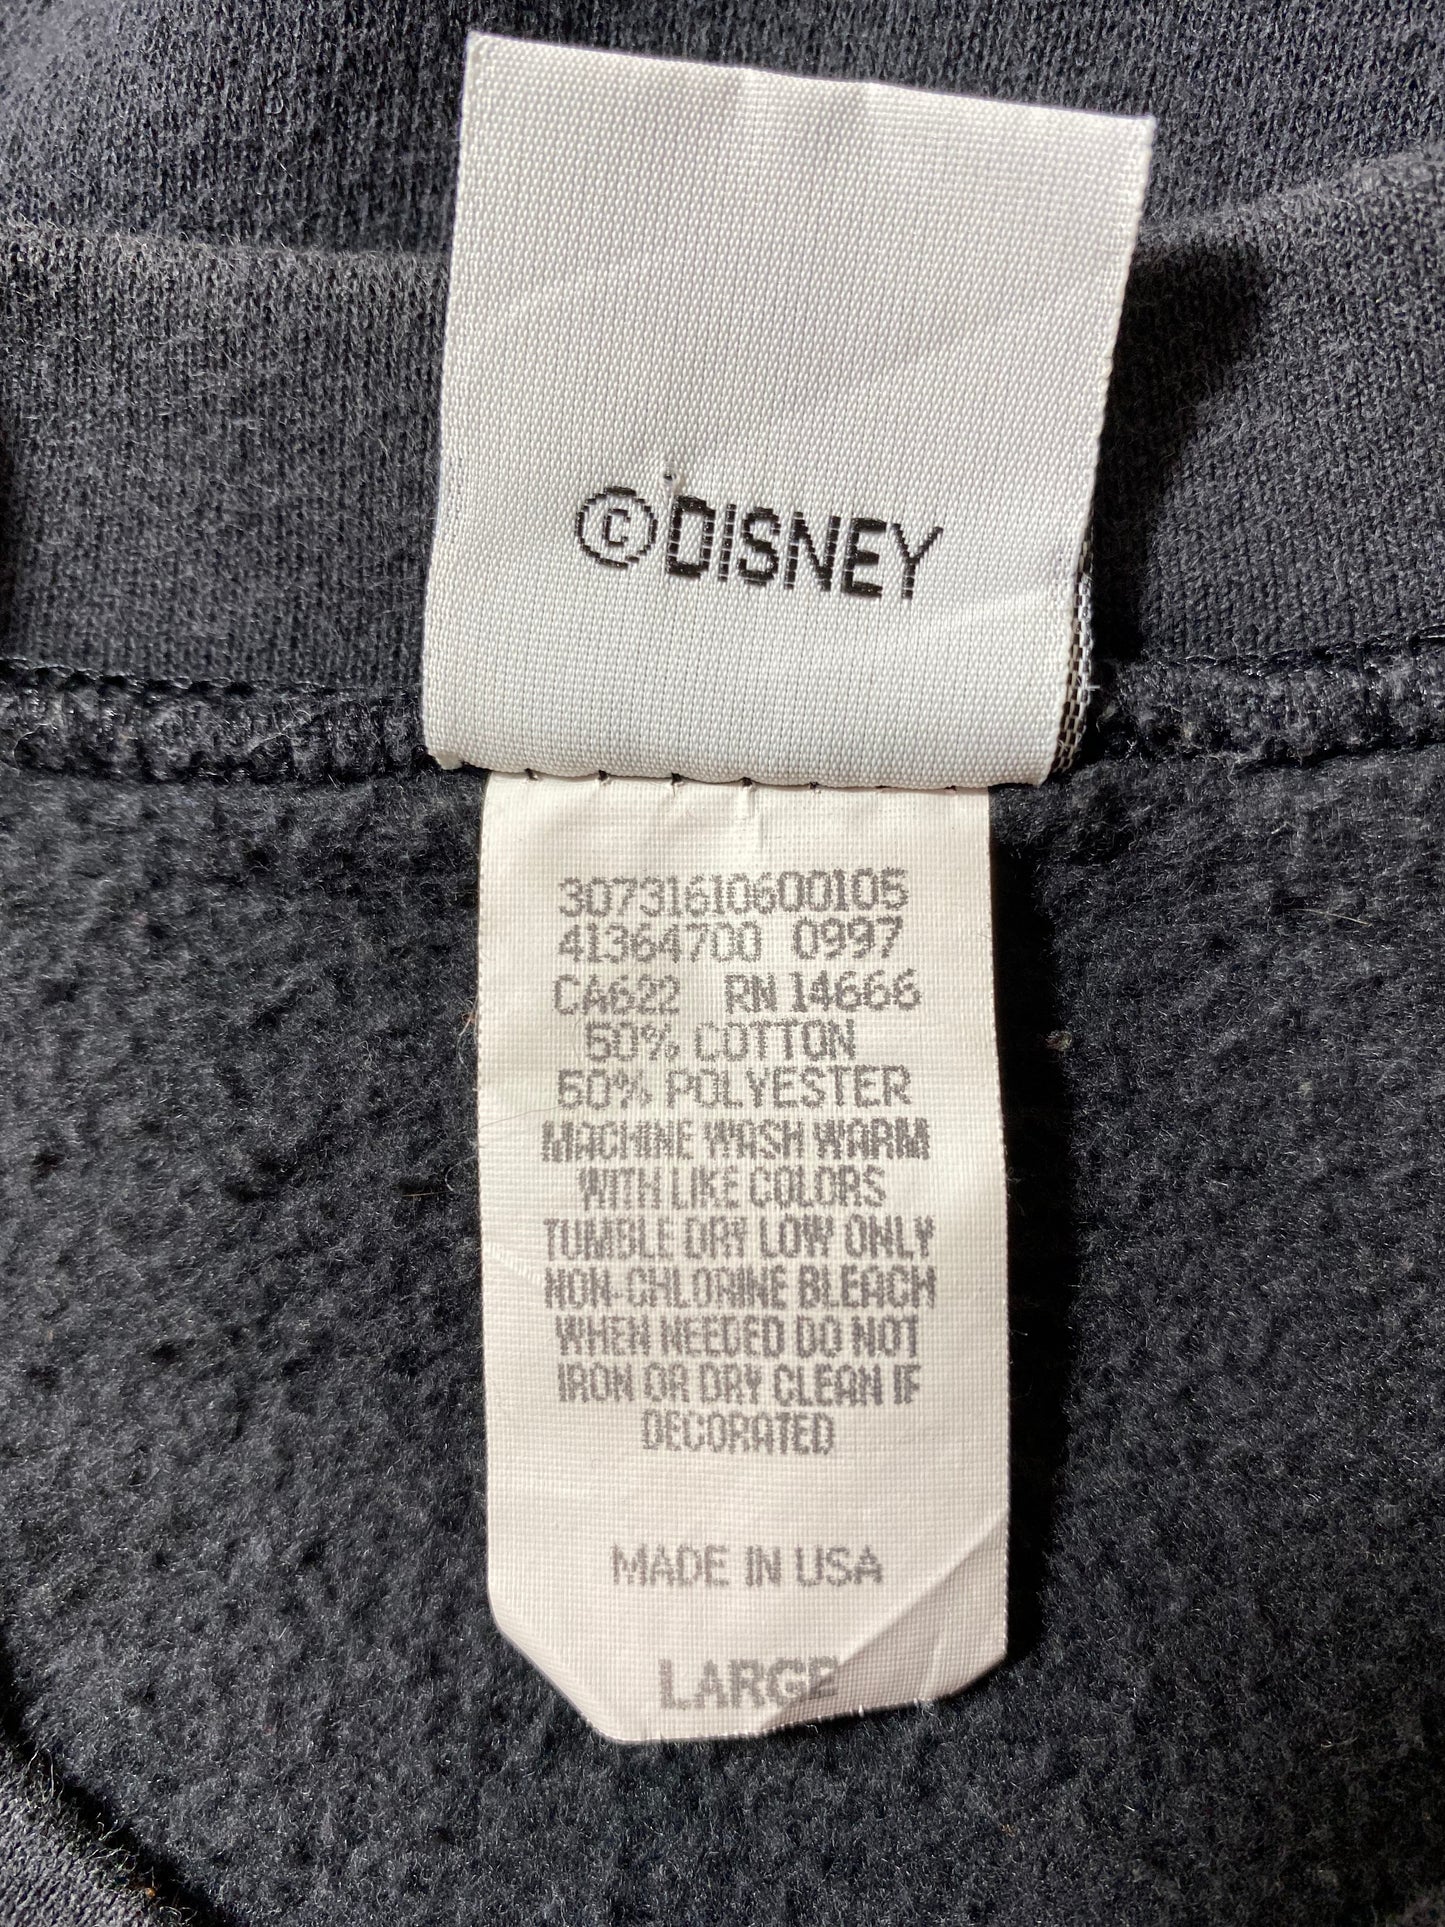 ©DISNEY
30731610600105
41364700 0997
CA622 RN 14666
50% COTTON
50% POLYESTER
MACHINE WASH WARM
WITH LIKE COLORS
TUMBLE DRY LOW ONLY
NON-CHLORINE BLEACH
WHEN NEEDED DO NOT
IRON OR DRY CLEAN IF
DECORATED
MADE IN USA
LARGE